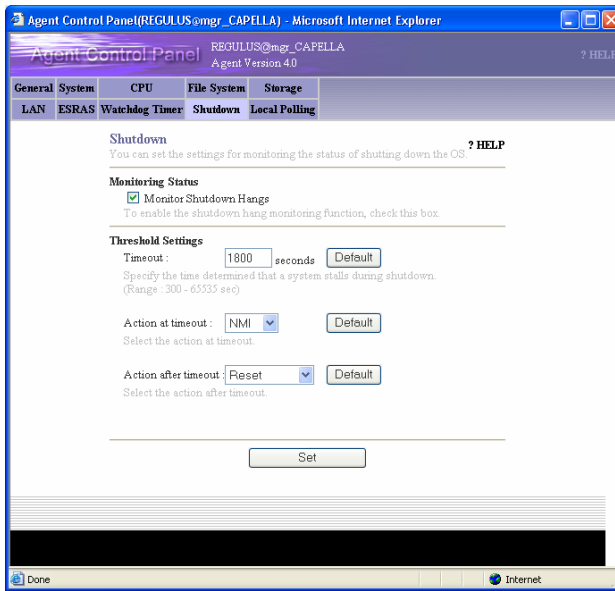 Agent Control Panel(REGULUS@mgr_CAPELLA) - Microsoft Internet Explorer
Agent Control Panel
REGULUS@mgr_CAPELLA
Agent Version 4.0
? HELP
General System CPU File System Storage
LAN ESRAS Watchdog Timer Shutdown Local Polling
Shutdown
? HELP
You can set the settings for monitoring the status of shutting down the OS.
Monitoring Status
Monitor Shutdown Hangs
To enable the shutdown hang monitoring function, check this box.
Threshold Settings
Timeout : 1800 seconds Default
Specify the time determined that a system stalls during shutdown.
(Range : 300 - 65535 sec)
Action at timeout : NMI Default
Select the action at timeout.
Action after timeout : Reset Default
Select the action after timeout.
Set
Done Internet